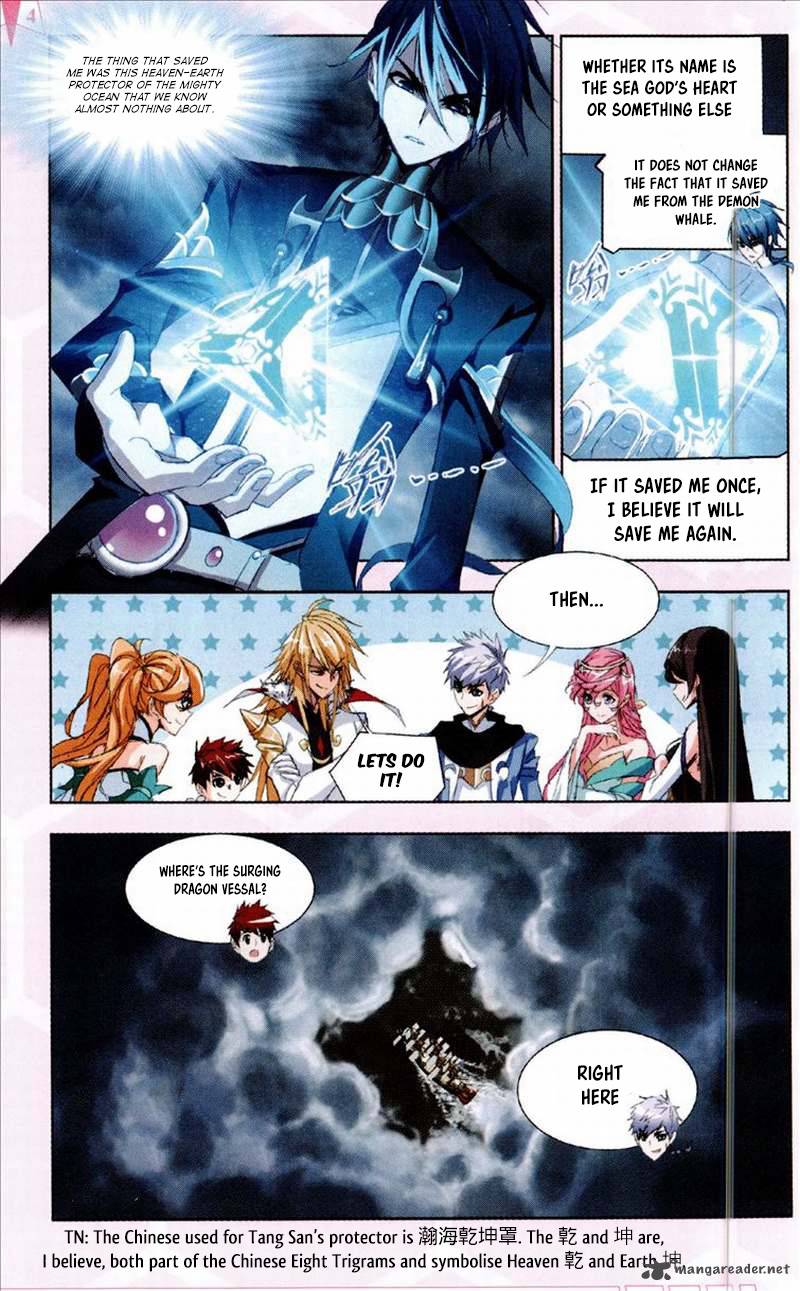 4
THE THING THAT SAVED
ME WAS THIS HEAVEN-EARTH
PROTECTOR OF THE MIGHTY
OCEAN THAT WE KNOW
ALMOST NOTHING ABOUT.
WHETHER ITS NAME IS
THE SEA GOD'S HEART
OR SOMETHING ELSE
IT DOES NOT CHANGE
THE FACT THAT IT SAVED
ME FROM THE DEMON
WHALE.
嗡……
嗡……
IF IT SAVED ME ONCE,
I BELIEVE IT WILL
SAVE ME AGAIN.
THEN...
LETS DO
IT!
WHERE'S THE SURGING
DRAGON VESSAL?
RIGHT
HERE
TN: The Chinese used for Tang San's protector is 瀚海乾坤罩. The 乾 and 坤 are,
I believe, both part of the Chinese Eight Trigrams and symbolise Heaven 乾 and Earth 坤
mangareader.net